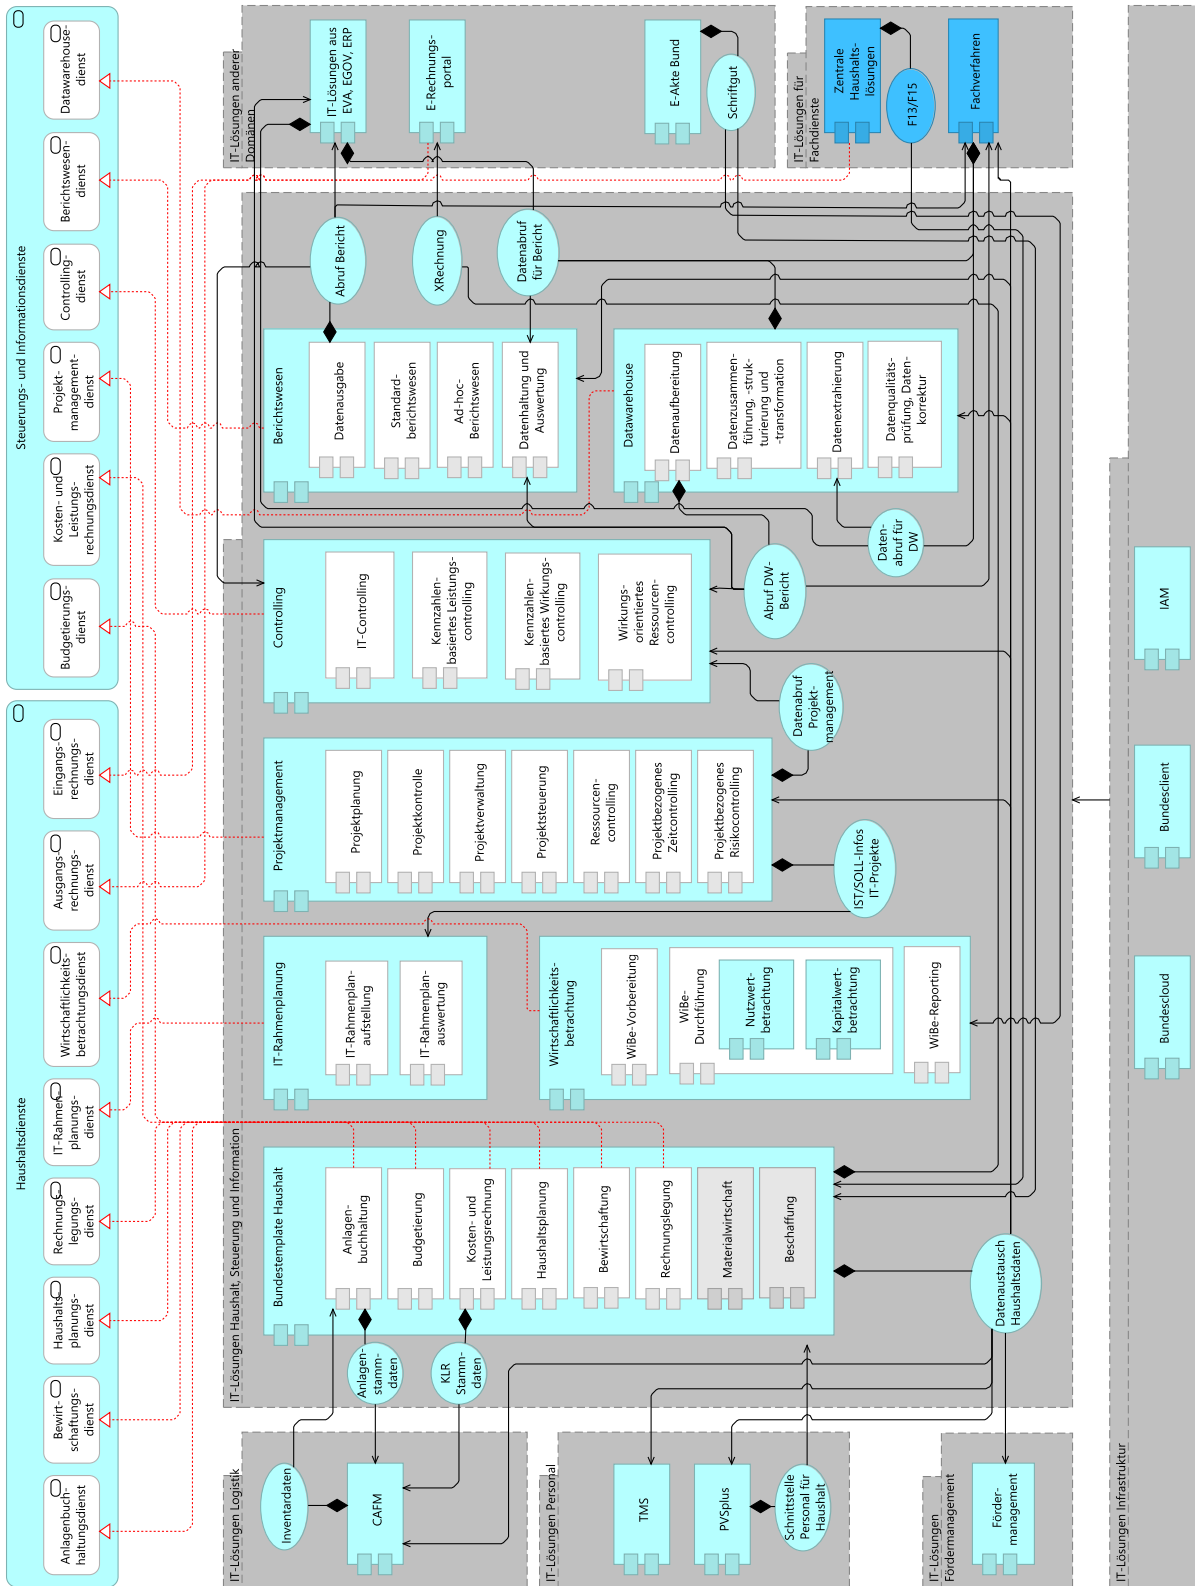 Haushaltsdienste
Anlagenbuch-
haltungsdienst
Bewirt-
schaftungs-
dienst
Haushalts-
planungs-
dienst
Rechnungs-
legungs-
dienst
IT-Rahmen-
planungs-
dienst
Wirtschaftlichkeits-
betrachtungsdienst
Ausgangs-
rechnungs-
dienst
Eingangs-
rechnungs-
dienst
Steuerungs- und Informationsdienste
Budgetierungs-
dienst
Kosten- und
Leistungs-
rechnungsdienst
Projekt-
management-
dienst
Controlling-
dienst
Berichtswesen-
dienst
Datawarehouse-
dienst
IT-Lösungen Logistik
Inventardaten
CAFM
IT-Lösungen Personal
TMS
PVSplus
Schnittstelle
Personal für
Haushalt
IT-Lösungen
Fördermanagement
Förder-
management
IT-Lösungen Haushalt, Steuerung und Information
Anlagen-
stamm-
daten
KLR
Stamm-
daten
Bundestemplate Haushalt
Anlagen-
buchhaltung
Budgetierung
Kosten- und
Leistungsrechnung
Haushaltsplanung
Bewirtschaftung
Rechnungslegung
Materialwirtschaft
Beschaffung
Datenaustausch
Haushaltsdaten
IT-Rahmenplanung
IT-Rahmenplan-
aufstellung
IT-Rahmenplan-
auswertung
Wirtschaftlichkeits-
betrachtung
WiBe-Vorbereitung
WiBe-
Durchführung
Nutzwert-
betrachtung
Kapitalwert-
betrachtung
WiBe-Reporting
Projektmanagement
Projektplanung
Projektkontrolle
Projektverwaltung
Projektsteuerung
Ressourcen-
controlling
Projektbezogenes
Zeitcontrolling
Projektbezogenes
Risikocontrolling
IST/SOLL-Infos
IT-Projekte
Datenabruf
Projekt-
management
Controlling
IT-Controlling
Kennzahlen-
basiertes Leistungs-
controlling
Kennzahlen-
basiertes Wirkungs-
controlling
Wirkungs-
orientiertes
Ressourcen-
controlling
Abruf DW-
Bericht
Daten-
abruf für
DW
Berichtswesen
Datenausgabe
Standard-
berichtswesen
Ad-hoc-
Berichtswesen
Datenhaltung und
Auswertung
Datawarehouse
Datenaufbereitung
Datenzusammen-
führung, -struk-
turierung und
-transformation
Datenextrahierung
Datenqualitäts-
prüfung, Daten-
korrektur
Abruf Bericht
XRechnung
Datenabruf
für Bericht
IT-Lösungen anderer
Domänen
IT-Lösungen aus
EVA, EGOV, ERP
E-Rechnungs-
portal
E-Akte Bund
Schriftgut
IT-Lösungen für
Fachdienste
Zentrale
Haushalts-
lösungen
F13/F15
Fachverfahren
IT-Lösungen Infrastruktur
Bundescloud
Bundesclient
IAM